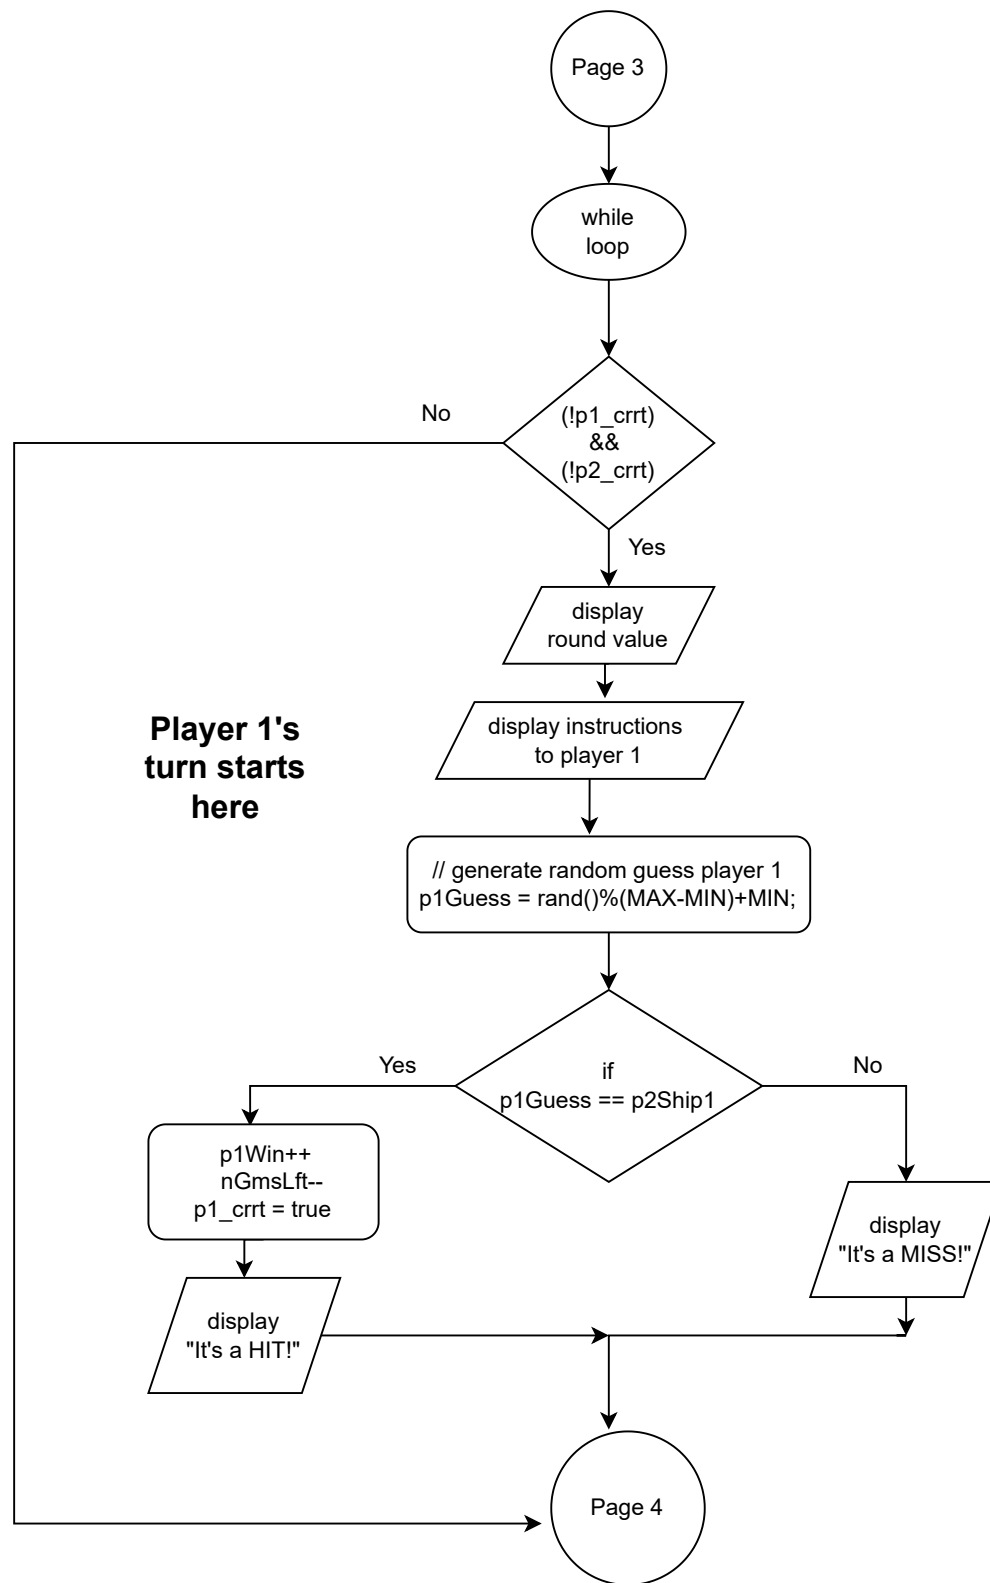 Page 3
while
loop
No
(!p1_crrt)
&&
(!p2_crrt)
Yes
display
round value
Player 1's
turn starts
here
display instructions
to player 1
// generate random guess player 1
p1Guess = rand()%(MAX-MIN)+MIN;
Yes
if
p1Guess == p2Ship1
No
p1Win++
nGmsLft--
p1_crrt = true
display
"It's a MISS!"
display
"It's a HIT!"
Page 4